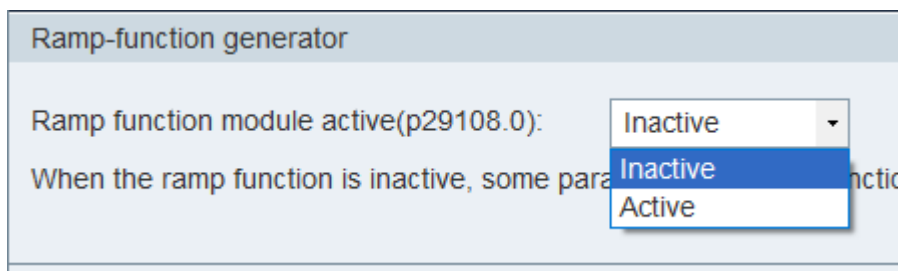 Ramp-function generator
Ramp function module active(p29108.0): Inactive
When the ramp function is inactive, some
Inactive
Active